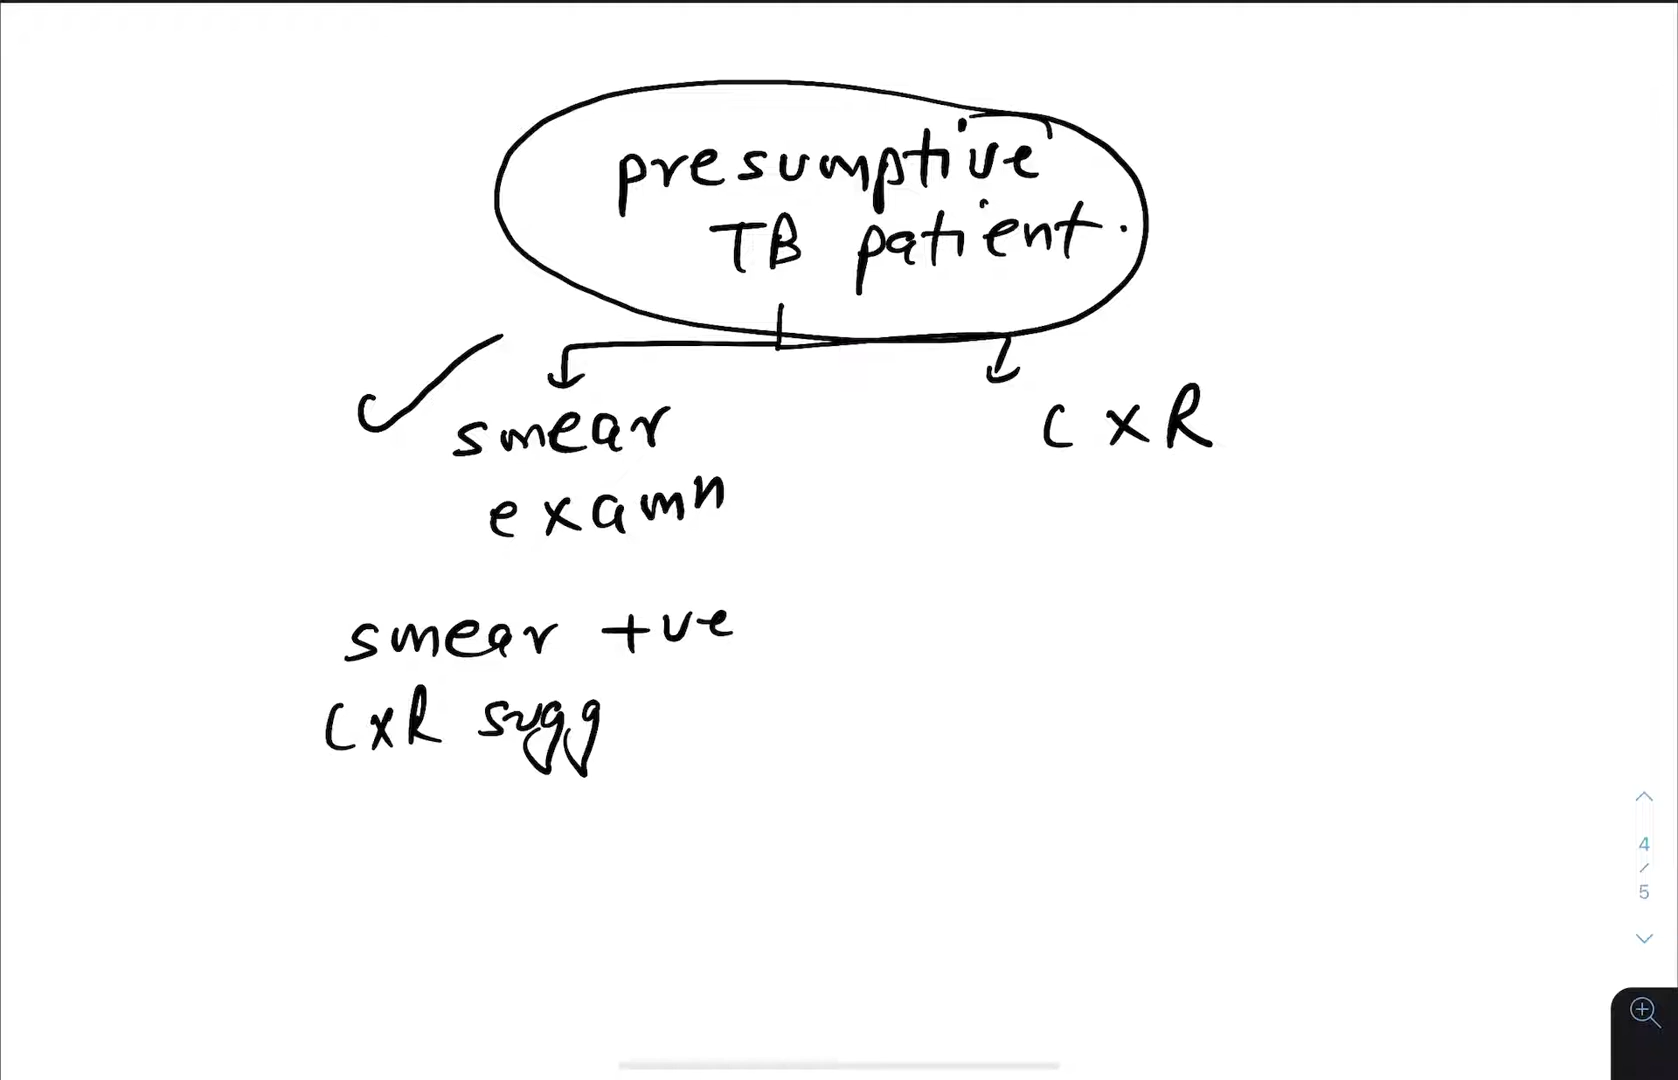 presumptive
TB patient.
smear
examn
CXR
smear +ve
CXR sugg
4
/
5